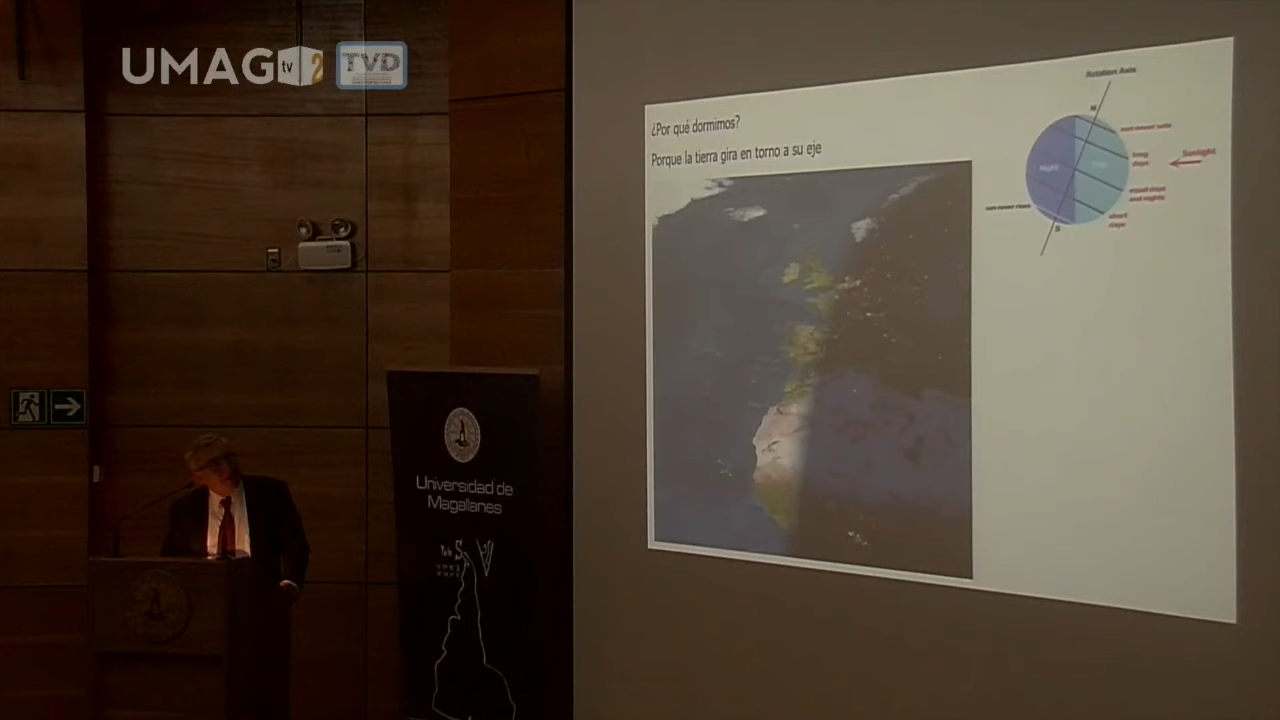 UMAG tv 2 TVD
¿Por qué dormimos?
Porque la tierra gira en torno a su eje
Rotation Axis
N
Sunlight
long
days
Night
equal days
and nights
short
days
S
Universidad de
Magallanes